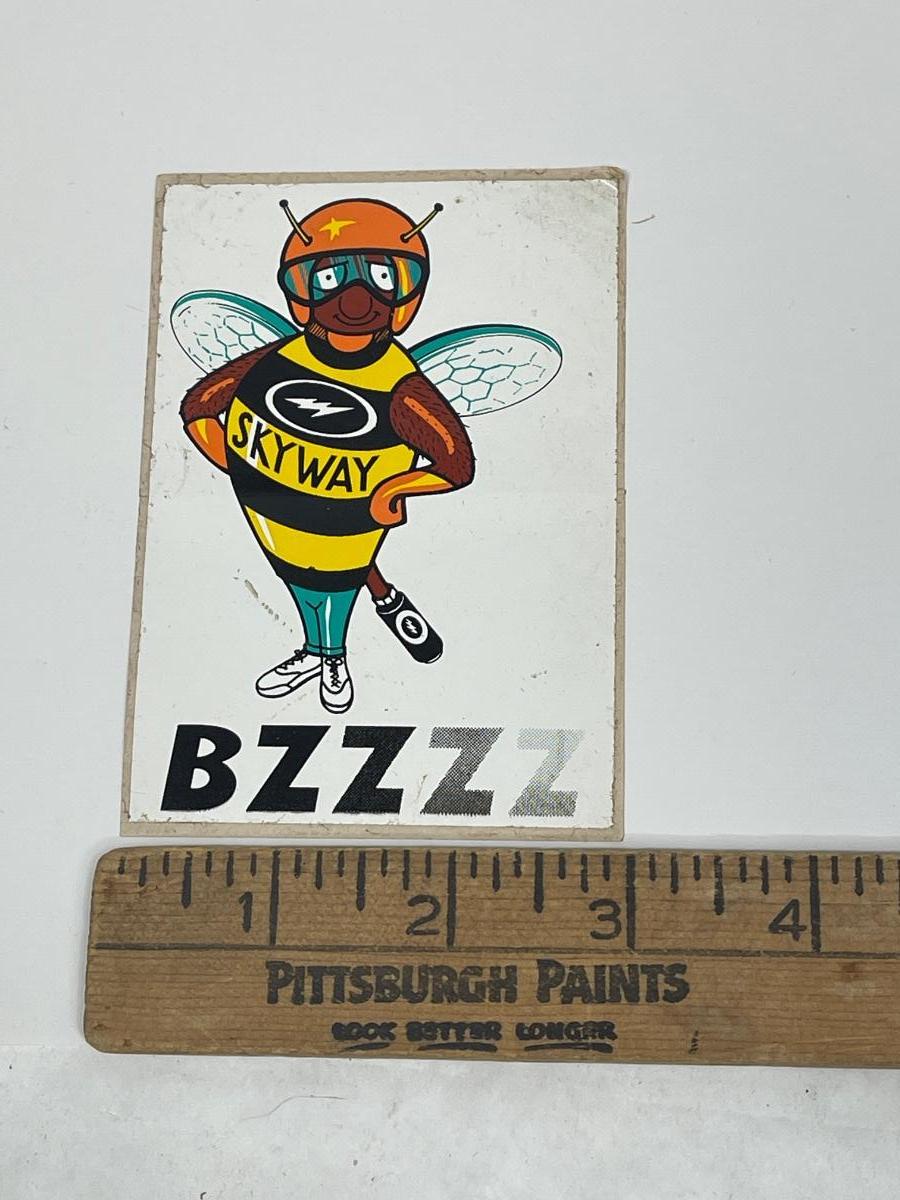 SKYWAY
BZZZZ
1 2 3 4
PITTSBURGH PAINTS
LOOK BETTER LONGER